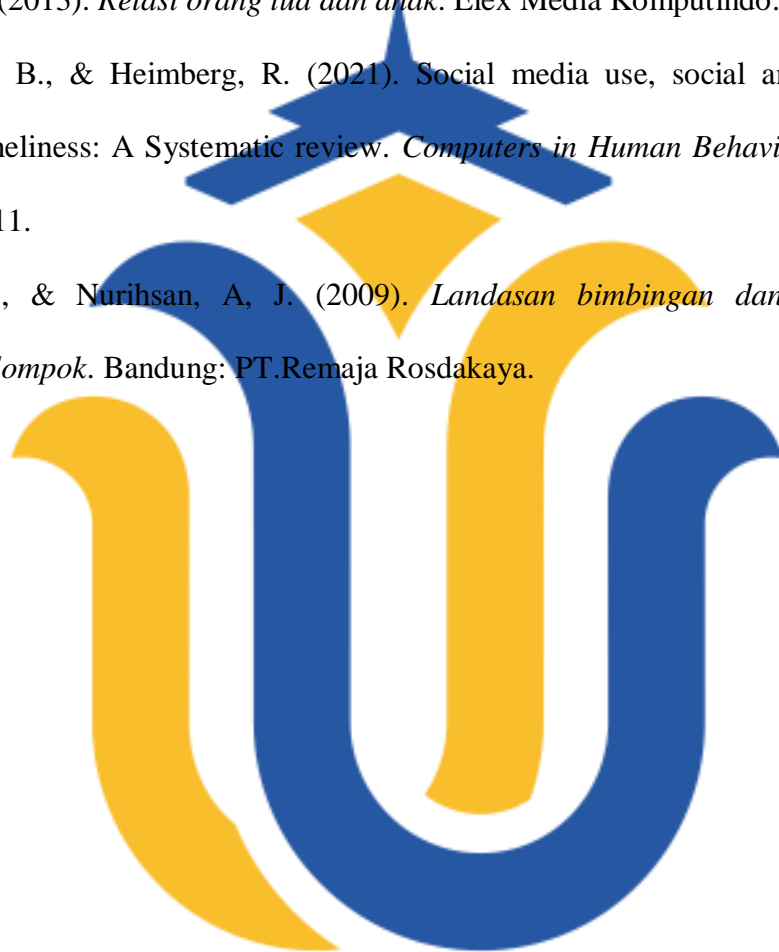 (2015). Relasi orang tua dan anak. Elex Media Komputindo.
B., & Heimberg, R. (2021). Social media use, social an
neliness: A Systematic review. Computers in Human Behavi
11.
., & Nurihsan, A, J. (2009). Landasan bimbingan dan
lompok. Bandung: PT.Remaja Rosdakaya.